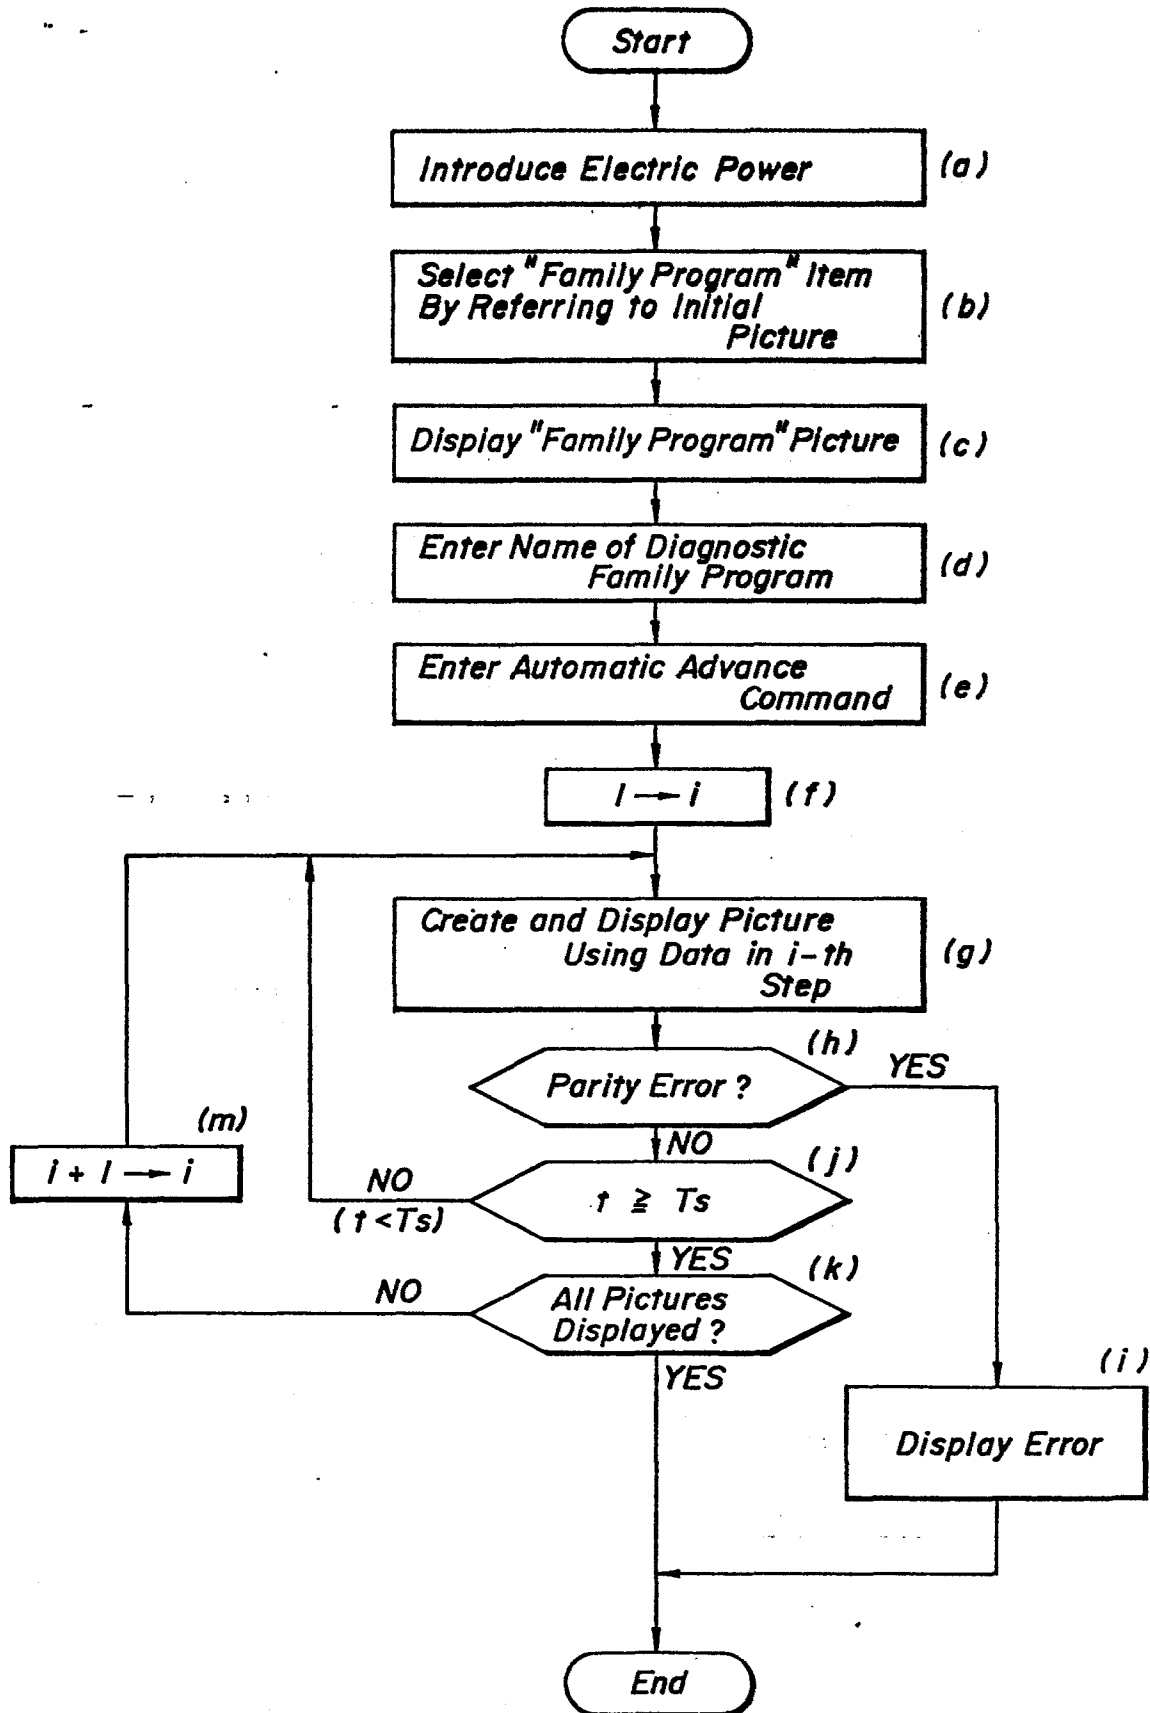 Start
Introduce Electric Power
(a)
Select "Family Program" Item
By Referring to Initial
Picture
(b)
Display "Family Program" Picture
(c)
Enter Name of Diagnostic
Family Program
(d)
Enter Automatic Advance
Command
(e)
1 → i
(f)
Create and Display Picture
Using Data in i-th
Step
(g)
(h)
Parity Error?
YES
NO
(m)
i + 1 → i
(j)
t ≧ Ts
NO
(t<Ts)
YES
(k)
All Pictures
Displayed?
NO
YES
(i)
Display Error
End